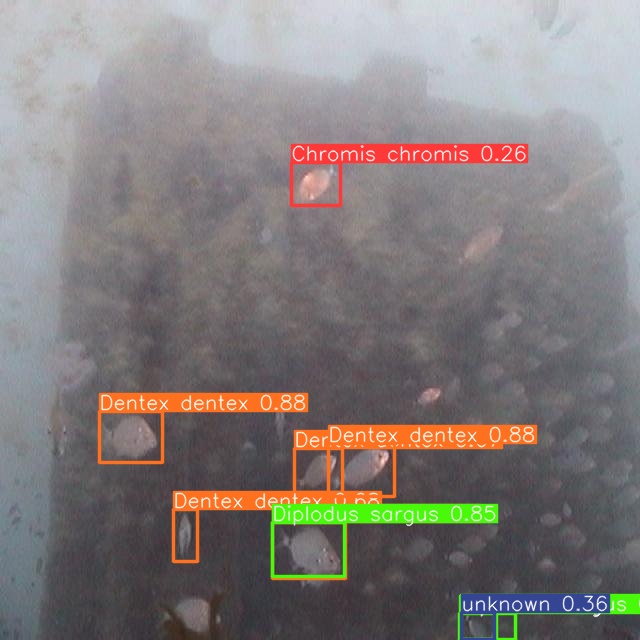 Chromis chromis 0.26
Dentex dentex 0.88
Dentex dentex 0.88
Dentex dentex 0.68
Diplodus sargus 0.85
unknown 0.36